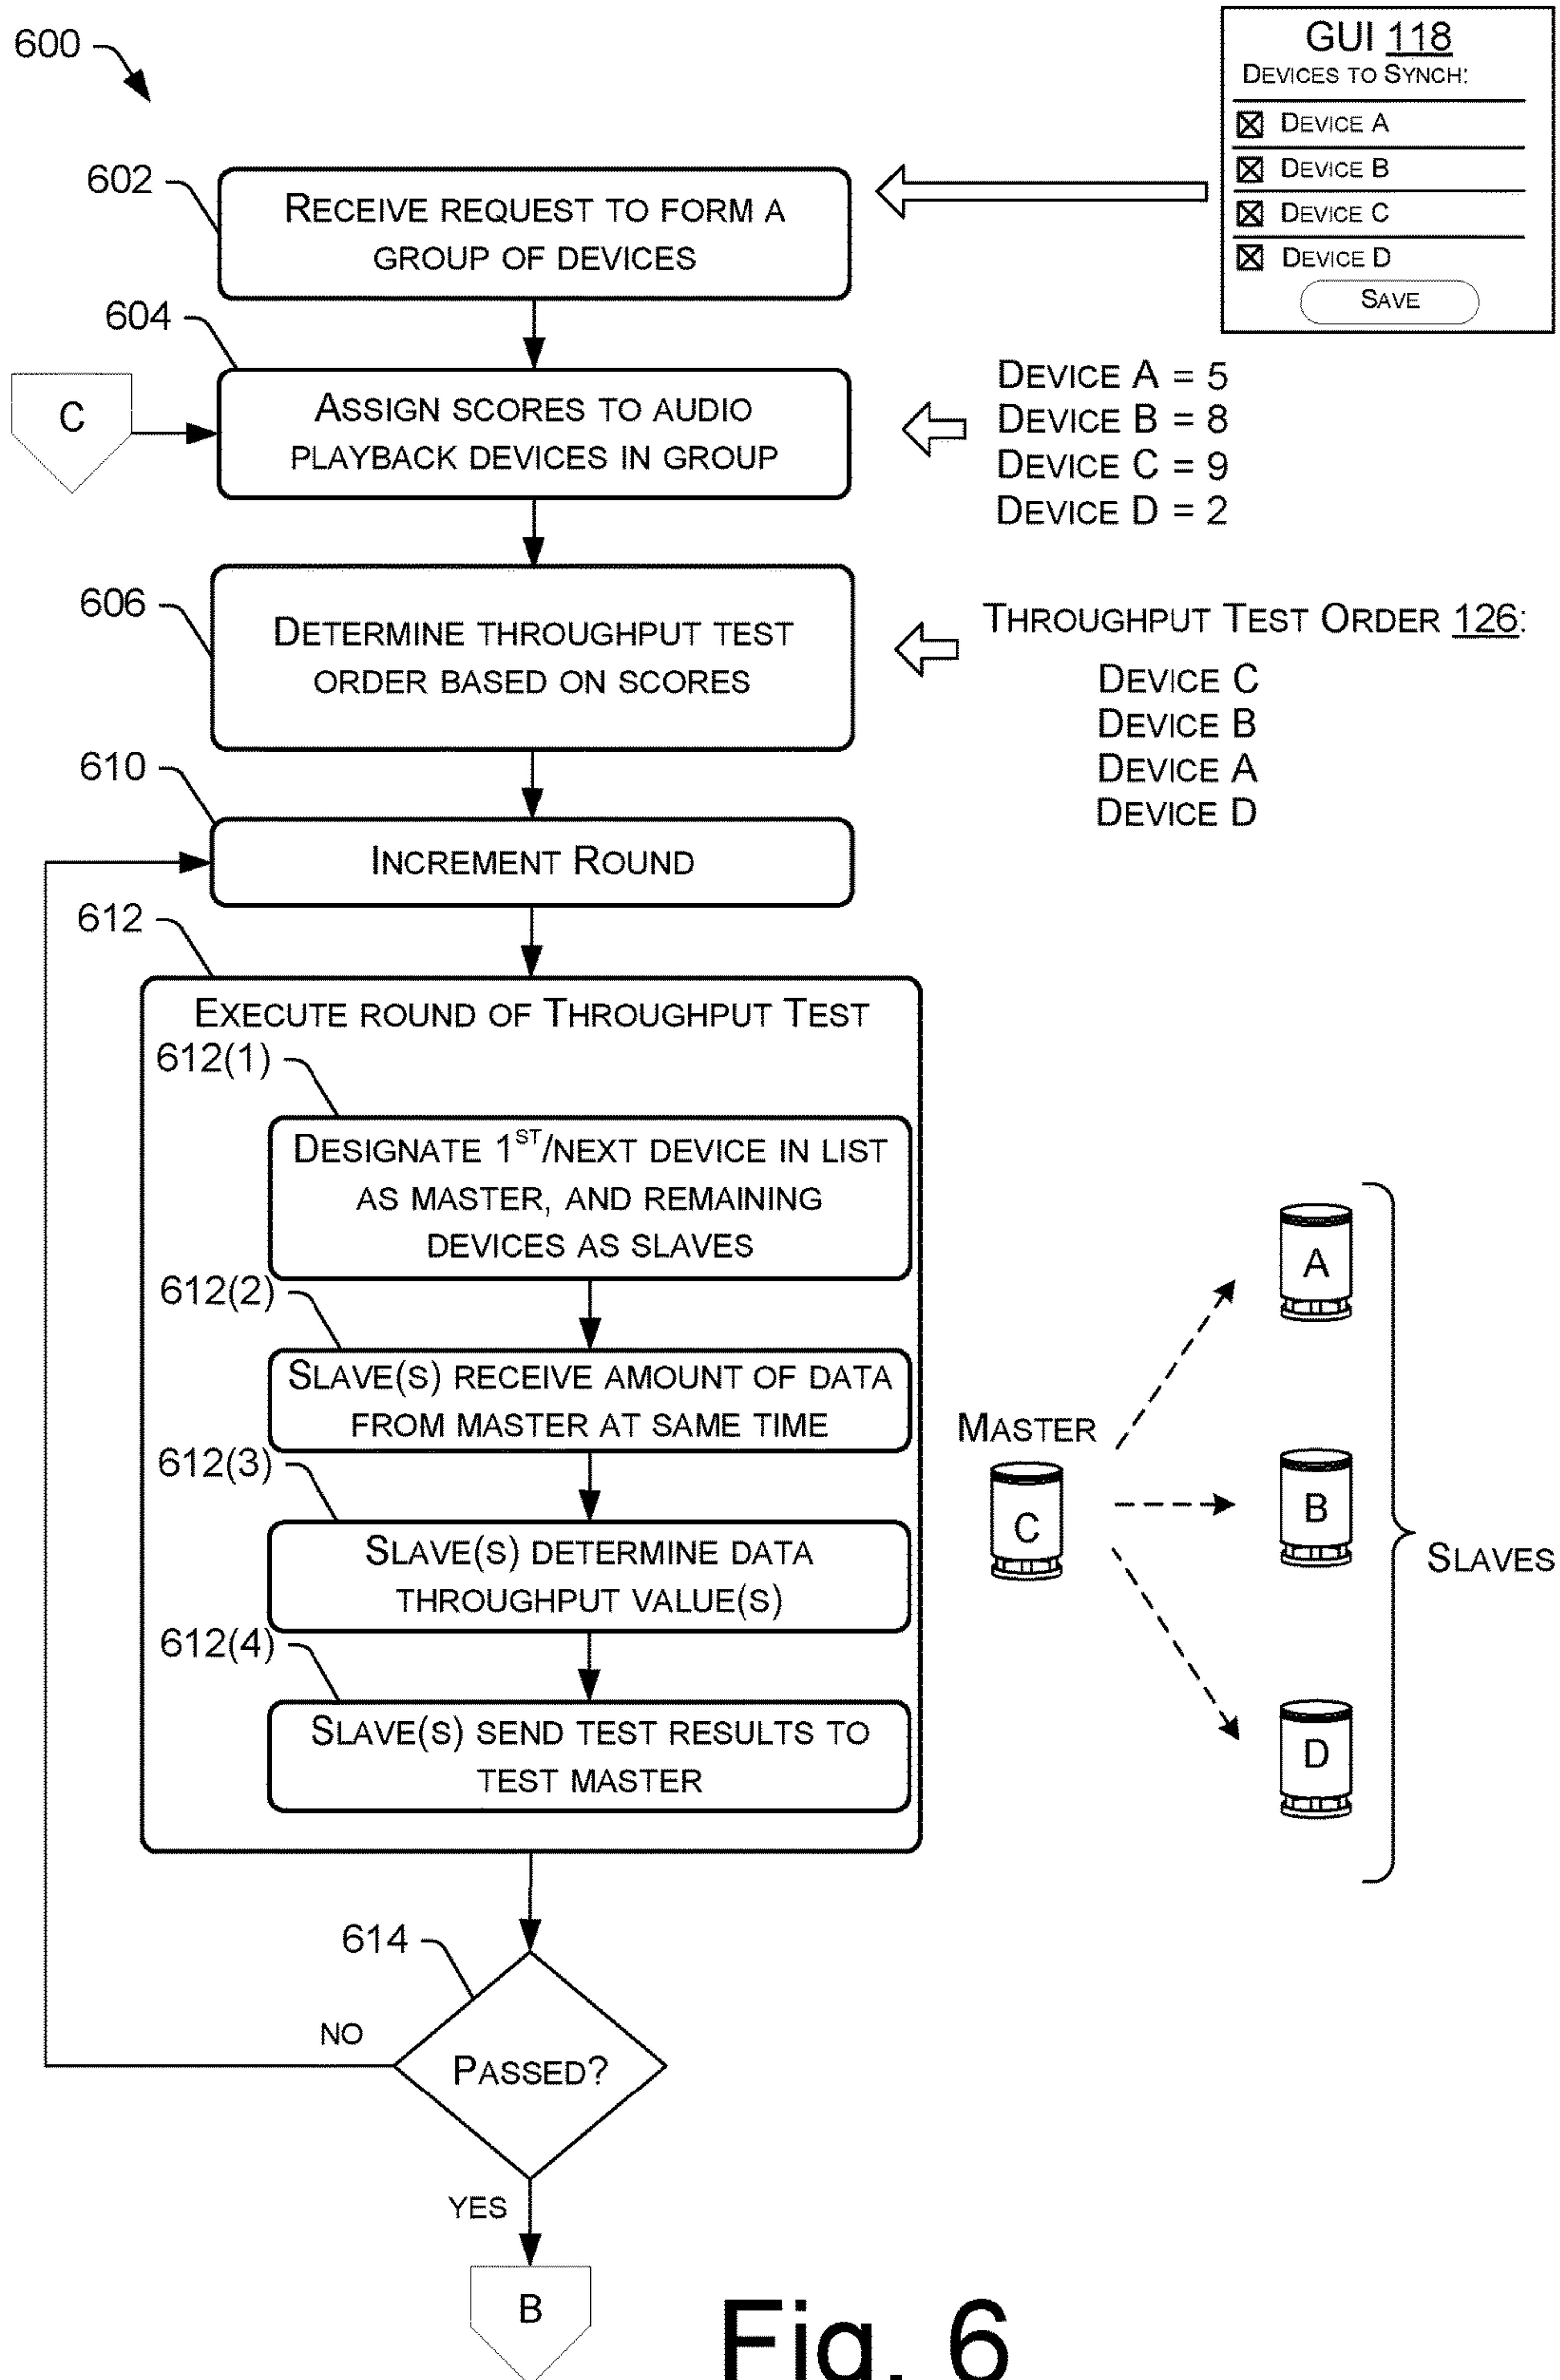 600
GUI 118
DEVICES TO SYNCH:
DEVICE A
DEVICE B
DEVICE C
DEVICE D
SAVE
602
RECEIVE REQUEST TO FORM A
GROUP OF DEVICES
604
C
ASSIGN SCORES TO AUDIO
PLAYBACK DEVICES IN GROUP
DEVICE A = 5
DEVICE B = 8
DEVICE C = 9
DEVICE D = 2
606
DETERMINE THROUGHPUT TEST
ORDER BASED ON SCORES
THROUGHPUT TEST ORDER 126:
DEVICE C
DEVICE B
DEVICE A
DEVICE D
610
INCREMENT ROUND
612
EXECUTE ROUND OF THROUGHPUT TEST
612(1)
DESIGNATE 1ST/NEXT DEVICE IN LIST
AS MASTER, AND REMAINING
DEVICES AS SLAVES
612(2)
SLAVE(S) RECEIVE AMOUNT OF DATA
FROM MASTER AT SAME TIME
612(3)
SLAVE(S) DETERMINE DATA
THROUGHPUT VALUE(S)
612(4)
SLAVE(S) SEND TEST RESULTS TO
TEST MASTER
MASTER
C
A
B
D
SLAVES
614
PASSED?
NO
YES
B
Fig. 6